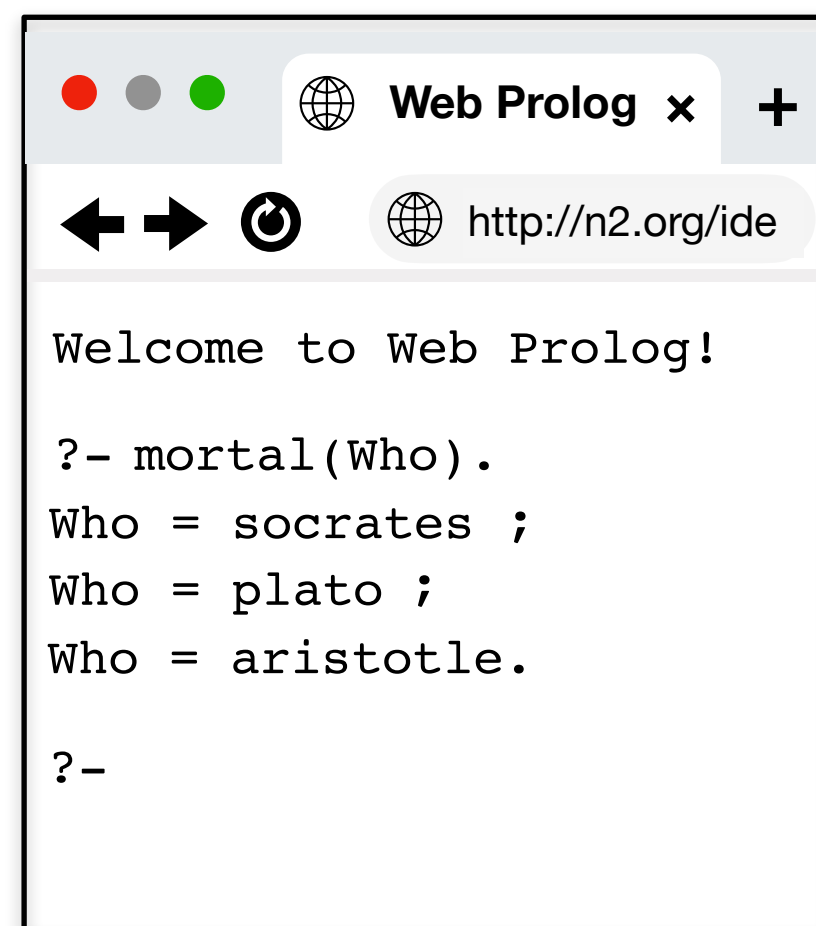 Web Prolog × +
http://n2.org/ide
Welcome to Web Prolog!
?- mortal(Who).
Who = socrates ;
Who = plato ;
Who = aristotle.
?-